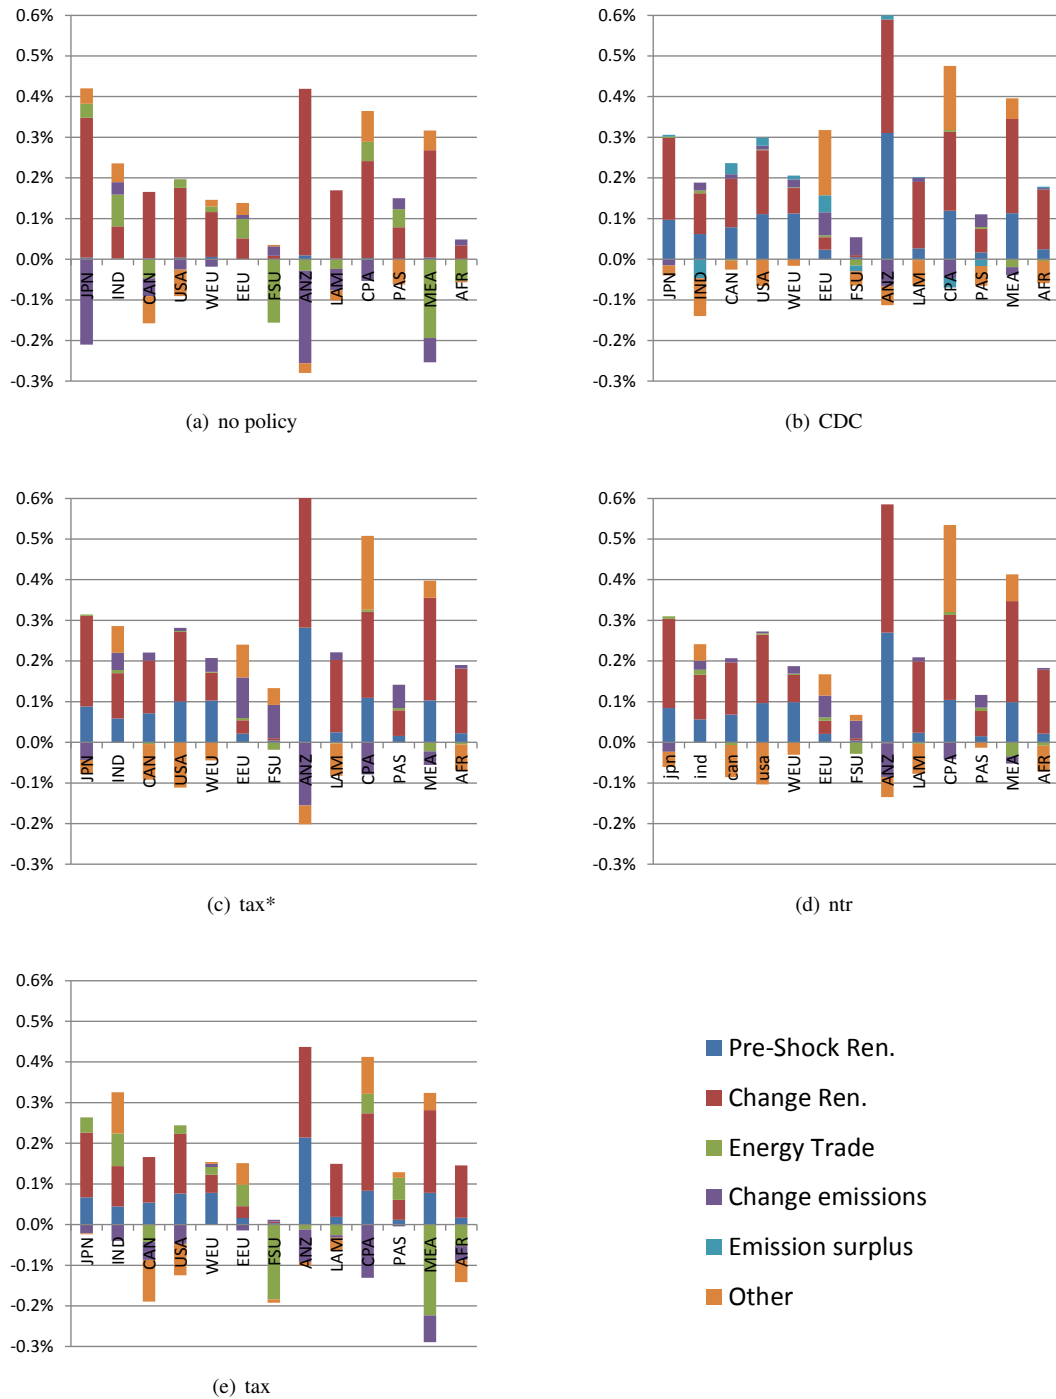 0.6%
0.5%
0.4%
0.3%
0.2%
0.1%
0.0%
-0.1%
-0.2%
-0.3%
JPN
IND
CAN
USA
WEU
EEU
FSU
ANZ
LAM
CPA
PAS
MEA
AFR
(a) no policy
0.6%
0.5%
0.4%
0.3%
0.2%
0.1%
0.0%
-0.1%
-0.2%
-0.3%
JPN
IND
CAN
USA
WEU
EEU
FSU
ANZ
LAM
CPA
PAS
MEA
AFR
(b) CDC
0.6%
0.5%
0.4%
0.3%
0.2%
0.1%
0.0%
-0.1%
-0.2%
-0.3%
JPN
IND
CAN
USA
WEU
EEU
FSU
ANZ
LAM
CPA
PAS
MEA
AFR
(c) tax*
0.6%
0.5%
0.4%
0.3%
0.2%
0.1%
0.0%
-0.1%
-0.2%
-0.3%
jpn
ind
can
usa
WEU
EEU
FSU
ANZ
LAM
CPA
PAS
MEA
AFR
(d) ntr
0.6%
0.5%
0.4%
0.3%
0.2%
0.1%
0.0%
-0.1%
-0.2%
-0.3%
JPN
IND
CAN
USA
WEU
EEU
FSU
ANZ
LAM
CPA
PAS
MEA
AFR
(e) tax
Pre-Shock Ren.
Change Ren.
Energy Trade
Change emissions
Emission surplus
Other